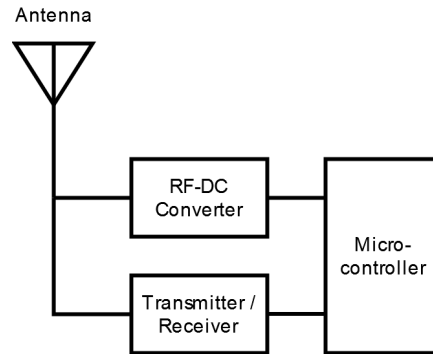 Antenna
RF-DC
Converter
Micro-
controller
Transmitter /
Receiver